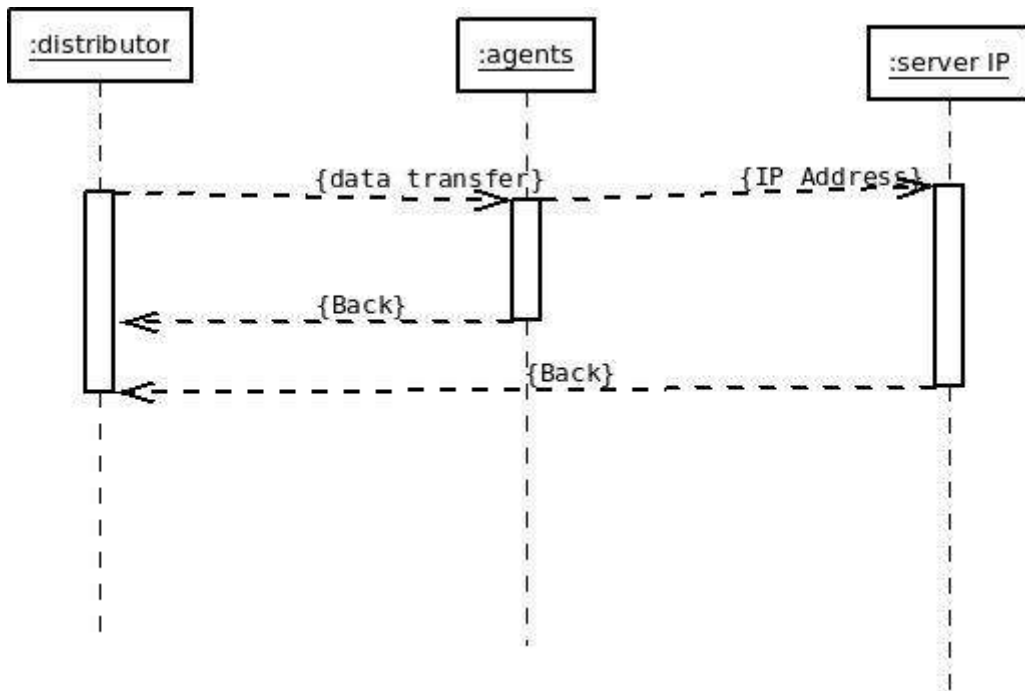 :distributor
:agents
:server IP
{data transfer}
{IP Address}
{Back}
{Back}